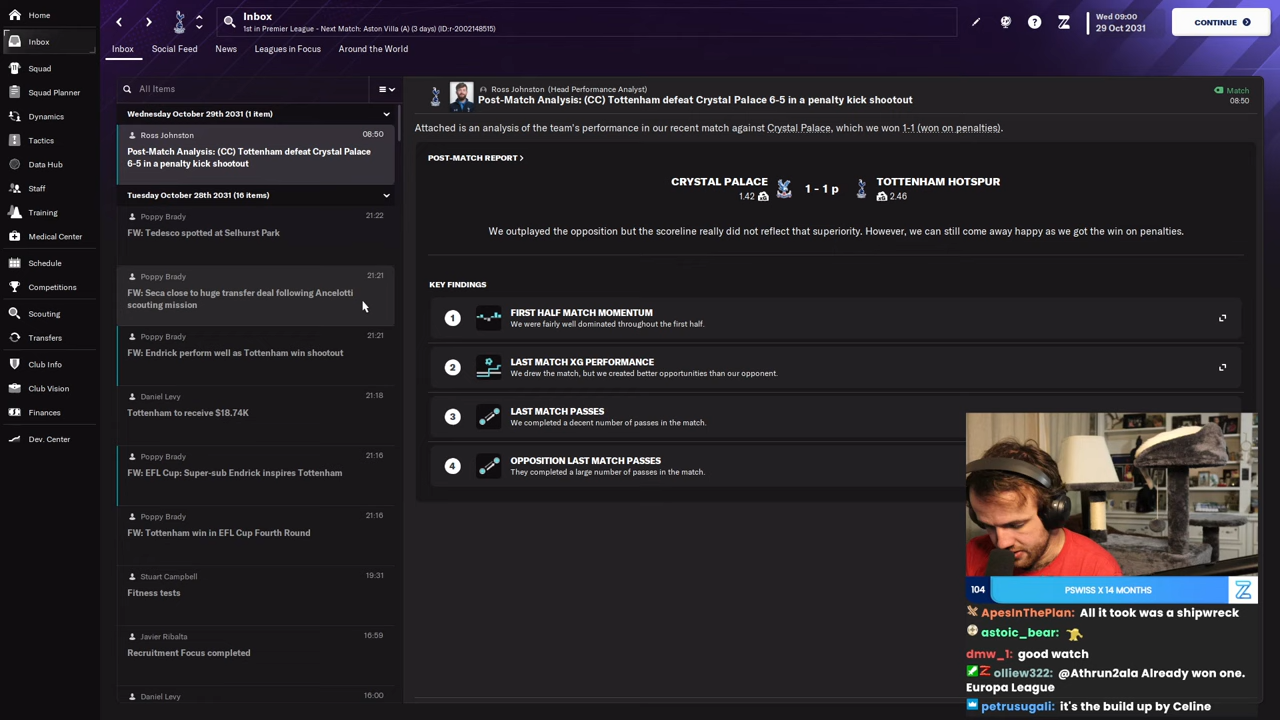 Home
Inbox
Squad
Squad Planner
Dynamics
Tactics
Data Hub
Staff
Training
Medical Center
Schedule
Competitions
Scouting
Transfers
Club Info
Club Vision
Finances
Dev. Center
Inbox
1st in Premier League - Next Match: Aston Villa (A) (3 days) (ID:r-2002148515)
Wed 09:00
29 Oct 2031
CONTINUE
Inbox
Social Feed
News
Leagues in Focus
Around the World
All Items
Wednesday October 29th 2031 (1 item)
Ross Johnston
08:50
Post-Match Analysis: (CC) Tottenham defeat Crystal Palace
6-5 in a penalty kick shootout
Tuesday October 28th 2031 (16 items)
Poppy Brady
21:22
FW: Tedesco spotted at Selhurst Park
Poppy Brady
21:21
FW: Seca close to huge transfer deal following Ancelotti
scouting mission
Poppy Brady
21:21
FW: Endrick perform well as Tottenham win shootout
Daniel Levy
21:18
Tottenham to receive $18.74K
Poppy Brady
21:16
FW: EFL Cup: Super-sub Endrick inspires Tottenham
Poppy Brady
21:16
FW: Tottenham win in EFL Cup Fourth Round
Stuart Campbell
19:31
Fitness tests
Javier Ribalta
16:59
Recruitment Focus completed
Daniel Levy
16:00
Ross Johnston (Head Performance Analyst)
Post-Match Analysis: (CC) Tottenham defeat Crystal Palace 6-5 in a penalty kick shootout
Match
08:50
Attached is an analysis of the team's performance in our recent match against Crystal Palace, which we won 1-1 (won on penalties).
POST-MATCH REPORT
CRYSTAL PALACE
1.42
1 - 1 p
TOTTENHAM HOTSPUR
2.46
We outplayed the opposition but the scoreline really did not reflect that superiority. However, we can still come away happy as we got the win on penalties.
KEY FINDINGS
1
FIRST HALF MATCH MOMENTUM
We were fairly well dominated throughout the first half.
2
LAST MATCH XG PERFORMANCE
We drew the match, but we created better opportunities than our opponent.
3
LAST MATCH PASSES
We completed a decent number of passes in the match.
4
OPPOSITION LAST MATCH PASSES
They completed a large number of passes in the match.
104
PSWISS X 14 MONTHS
ApesInThePlan: All it took was a shipwreck
astoic_bear:
dmw_1: good watch
olliew322: @Athrun2ala Already won one.
Europa League
petrusugali: it's the build up by Celine